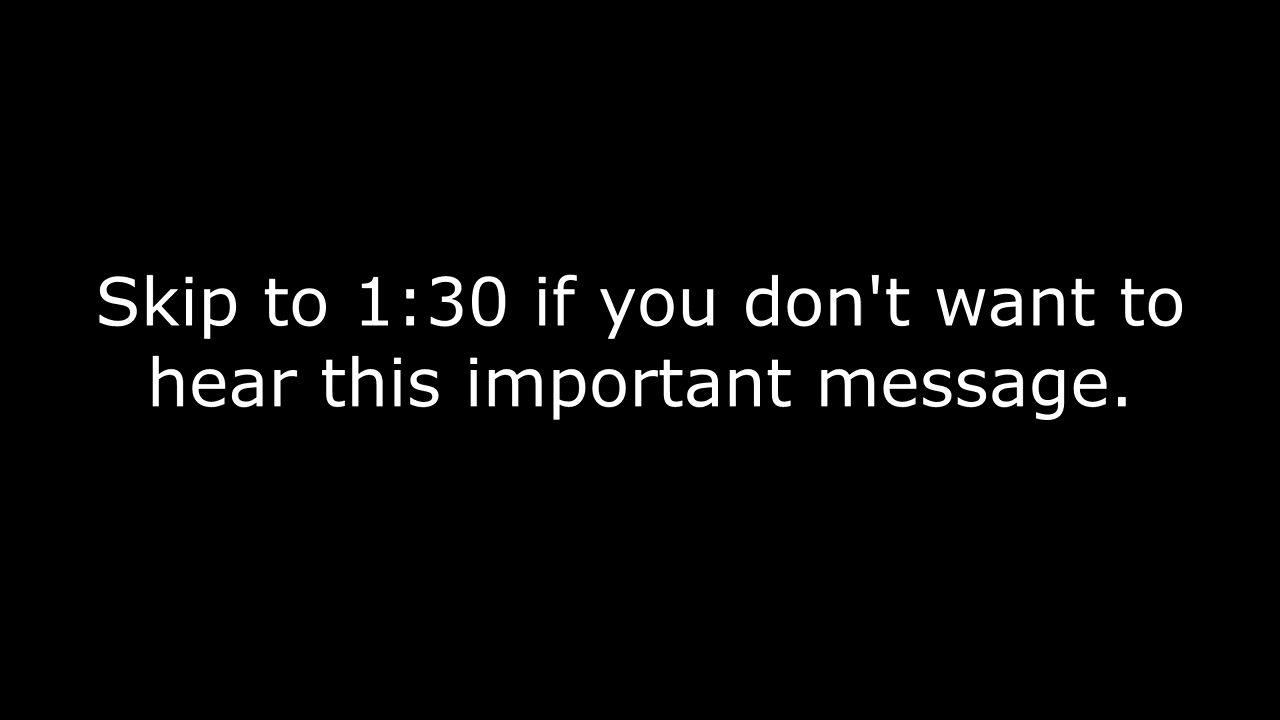 Skip to 1:30 if you don't want to
hear this important message.